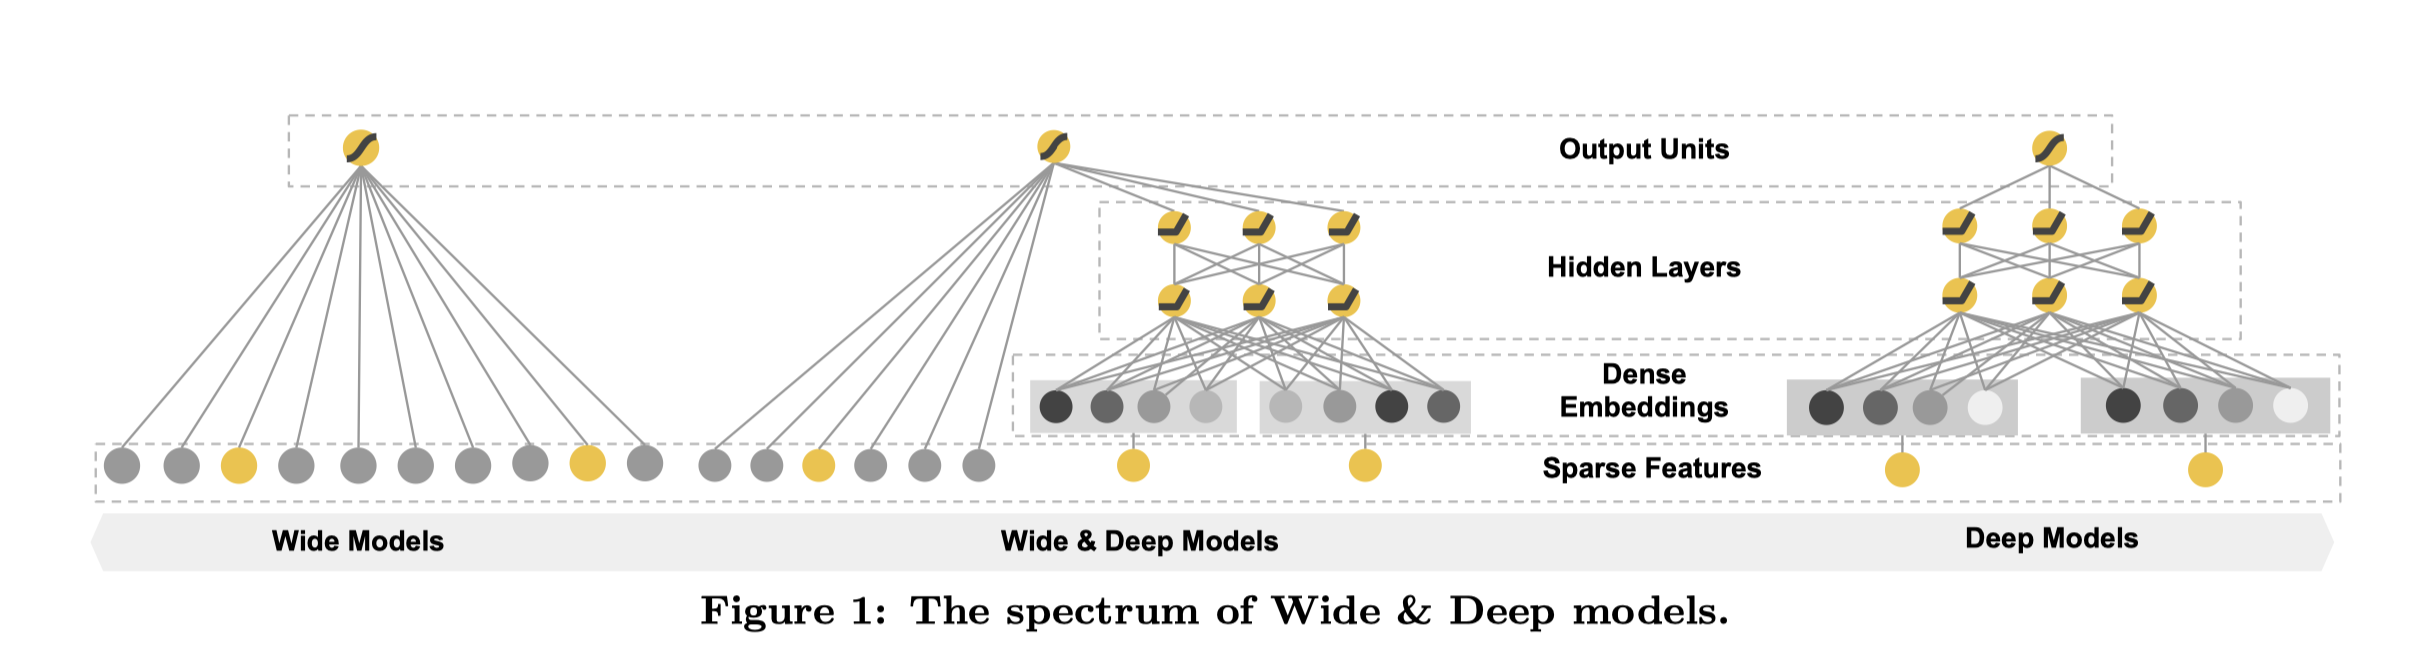 Output Units
Hidden Layers
Dense
Embeddings
Sparse Features
Wide Models
Wide & Deep Models
Deep Models
Figure 1: The spectrum of Wide & Deep models.